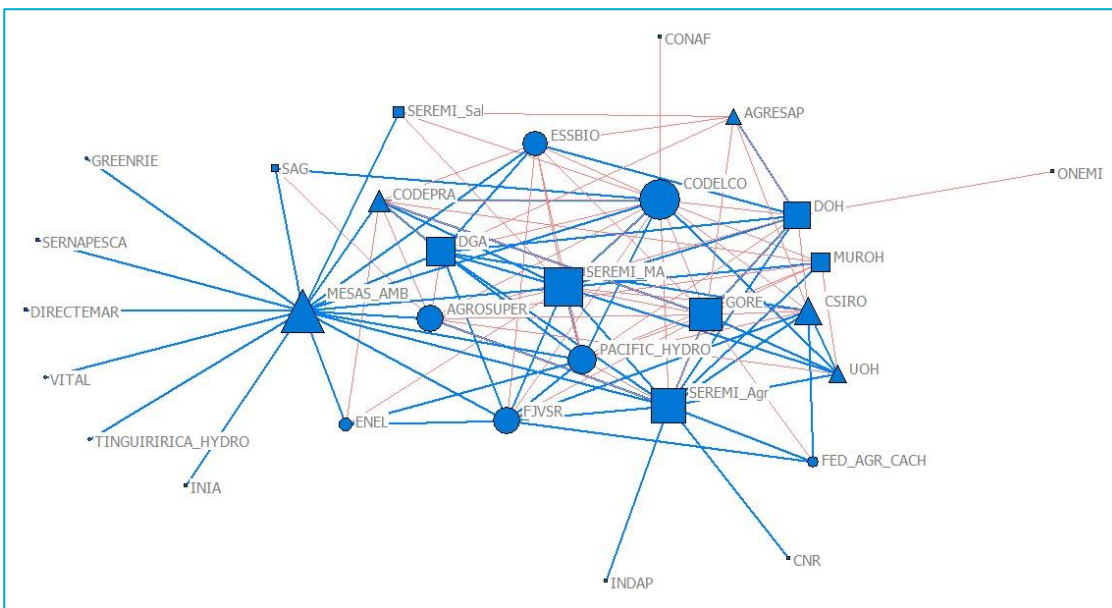 CONAF
SEREMI_Sal
AGRESAP
ESSBIO
GREENRIE
SAG
ONEMI
CODELCO
CODEPRA
DOH
SERNAPESCA
DGA
MUROH
SEREMI_MA
MESAS_AMB
GORE
CSIRO
DIRECTEMAR
AGROSUPER
PACIFIC_HYDRO
UOH
VITAL
SEREMI_Agr
FJVSR
ENEL
TINGUIRIRICA_HYDRO
FED_AGR_CACH
INIA
CNR
INDAP